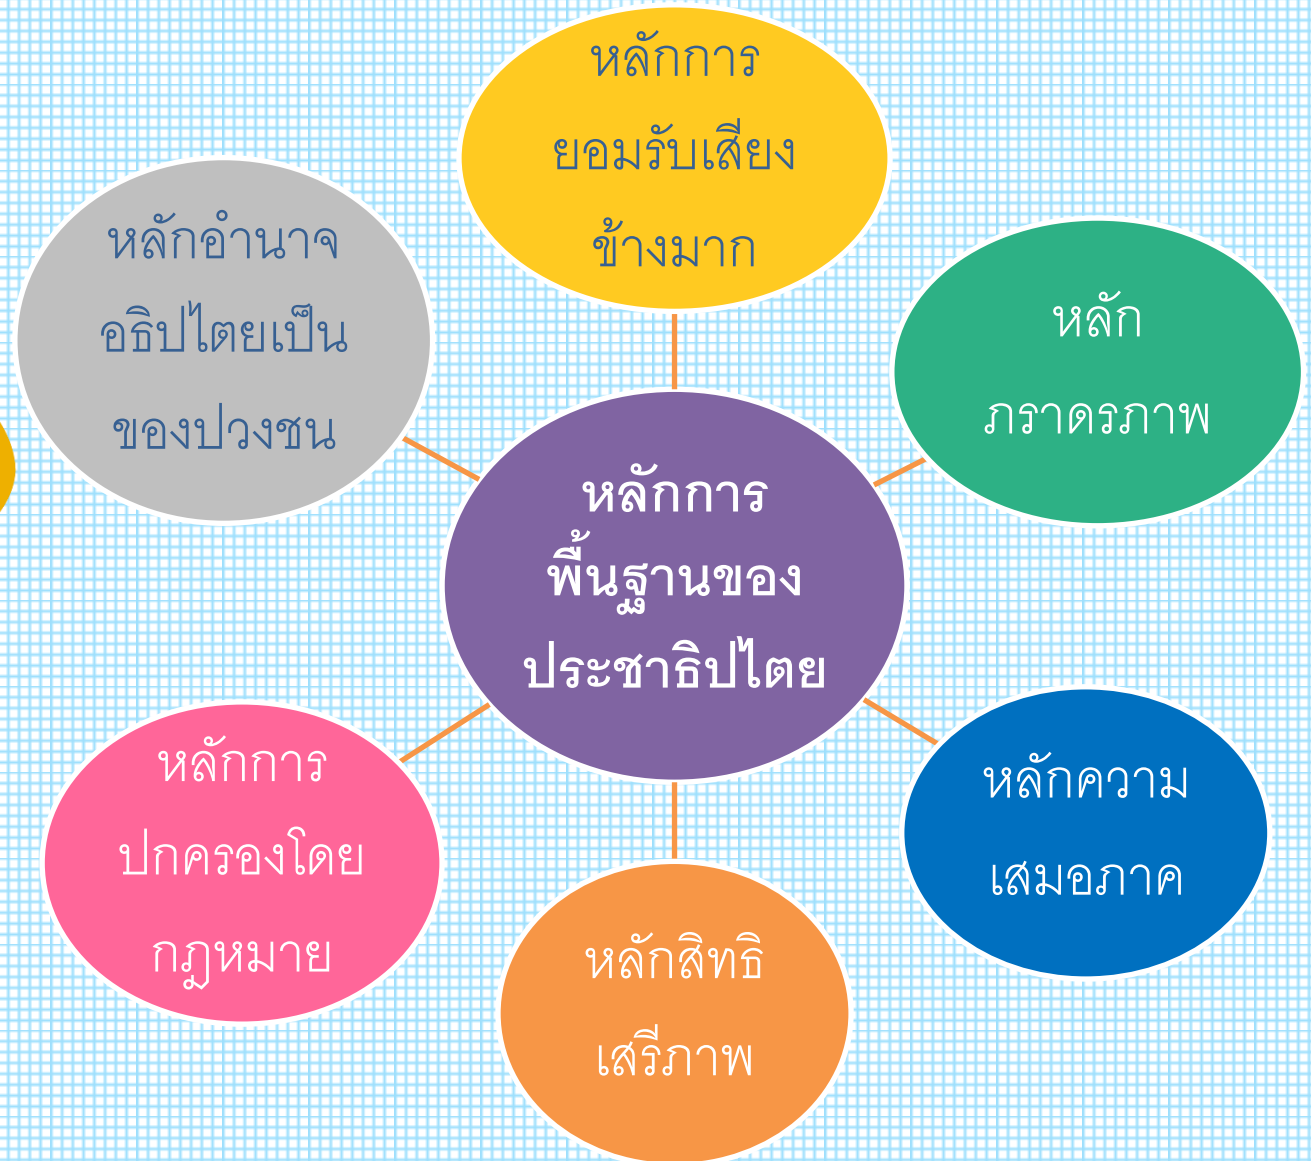 หลักการ
ยอมรับเสียง
ข้างมาก
หลักอำนาจ
อธิปไตยเป็น
ของปวงชน
หลัก
ภราดรภาพ
หลักการ
พื้นฐานของ
ประชาธิปไตย
หลักการ
ปกครองโดย
กฎหมาย
หลักความ
เสมอภาค
หลักสิทธิ
เสรีภาพ